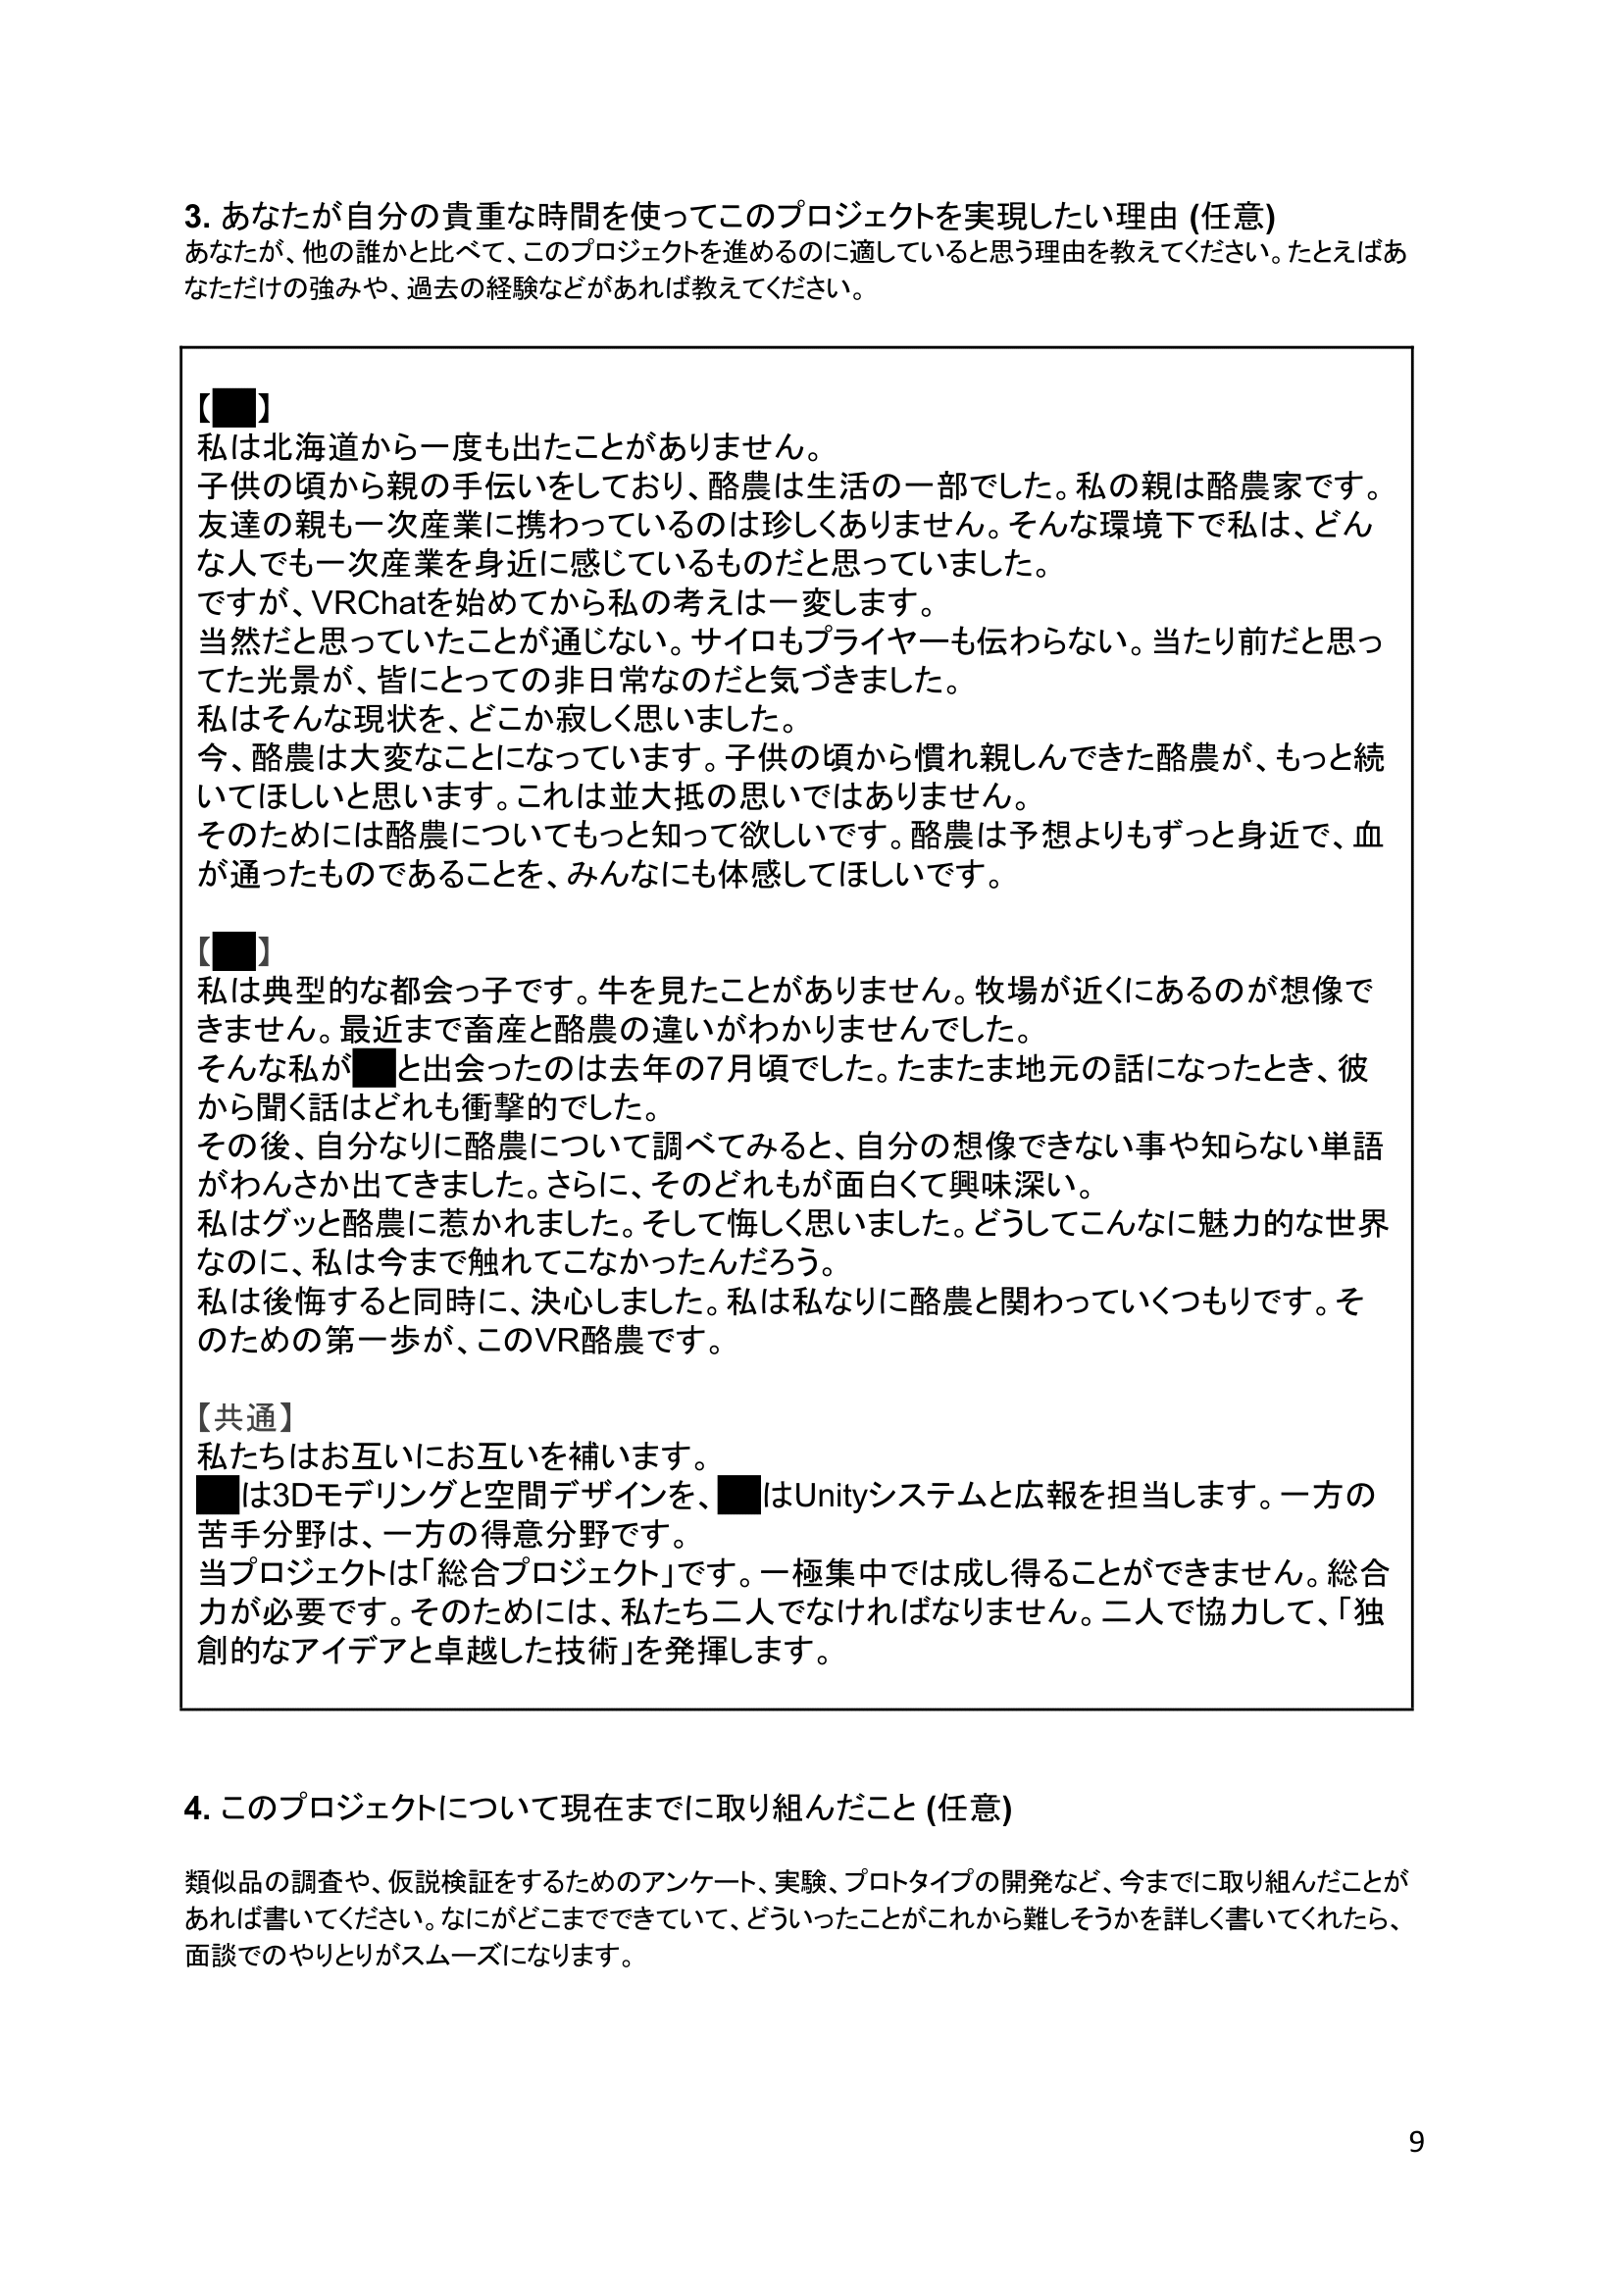 3. あなたが自分の貴重な時間を使ってこのプロジェクトを実現したい理由 (任意)
あなたが、他の誰かと比べて、このプロジェクトを進めるのに適していると思う理由を教えてください。たとえばあ
なただけの強みや、過去の経験などがあれば教えてください。
【】
私は北海道から一度も出たことがありません。
子供の頃から親の手伝いをしており、酪農は生活の一部でした。私の親は酪農家です。
友達の親も一次産業に携わっているのは珍しくありません。そんな環境下で私は、どん
な人でも一次産業を身近に感じているものだと思っていました。
ですが、VRChatを始めてから私の考えは一変します。
当然だと思っていたことが通じない。サイロもプライヤーも伝わらない。当たり前だと思っ
てた光景が、皆にとっての非日常なのだと気づきました。
私はそんな現状を、どこか寂しく思いました。
今、酪農は大変なことになっています。子供の頃から慣れ親しんできた酪農が、もっと続
いてほしいと思います。これは並大抵の思いではありません。
そのためには酪農についてもっと知って欲しいです。酪農は予想よりもずっと身近で、血
が通ったものであることを、みんなにも体感してほしいです。
【】
私は典型的な都会っ子です。牛を見たことがありません。牧場が近くにあるのが想像で
きません。最近まで畜産と酪農の違いがわかりませんでした。
そんな私がと出会ったのは去年の7月頃でした。たまたま地元の話になったとき、彼
から聞く話はどれも衝撃的でした。
その後、自分なりに酪農について調べてみると、自分の想像できない事や知らない単語
がわんさか出てきました。さらに、そのどれもが面白くて興味深い。
私はグッと酪農に惹かれました。そして悔しく思いました。どうしてこんなに魅力的な世界
なのに、私は今まで触れてこなかったんだろう。
私は後悔すると同時に、決心しました。私は私なりに酪農と関わっていくつもりです。そ
のための第一歩が、このVR酪農です。
【共通】
私たちはお互いにお互いを補います。
は3Dモデリングと空間デザインを、はUnityシステムと広報を担当します。一方の
苦手分野は、一方の得意分野です。
当プロジェクトは「総合プロジェクト」です。一極集中では成し得ることができません。総合
力が必要です。そのためには、私たち二人でなければなりません。二人で協力して、「独
創的なアイデアと卓越した技術」を発揮します。
4. このプロジェクトについて現在までに取り組んだこと (任意)
類似品の調査や、仮説検証をするためのアンケート、実験、プロトタイプの開発など、今までに取り組んだことが
あれば書いてください。なにがどこまでできていて、どういったことがこれから難しそうかを詳しく書いてくれたら、
面談でのやりとりがスムーズになります。
9